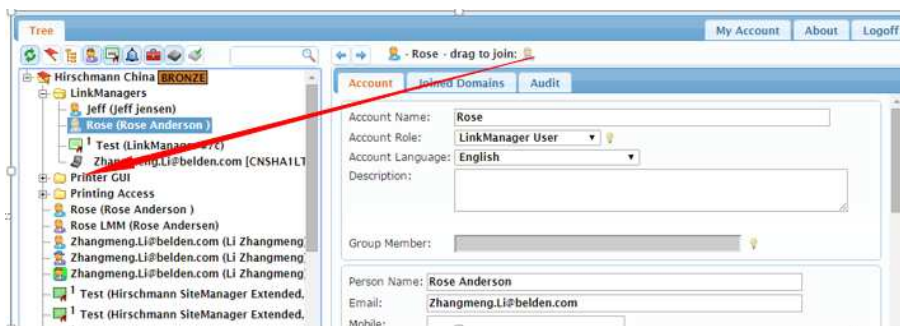 Tree
My Account About Logoff
- Rose - drag to join:
Hirschmann China BRONZE
LinkManagers
Jeff (Jeff jensen)
Rose (Rose Anderson )
1 Test (LinkManager
Zhangmeng.Li@belden.com [CNSHA1LT
Printer GUI
Printing Access
Rose (Rose Anderson )
Rose LMM (Rose Andersen)
Zhangmeng.Li@belden.com (Li Zhangmeng)
Zhangmeng.Li@belden.com (Li Zhangmeng)
Zhangmeng.Li@belden.com (Li Zhangmeng)
1 Test (Hirschmann SiteManager Extended,
1 Test (Hirschmann SiteManager Extended,
Account Joined Domains Audit
Account Name: Rose
Account Role: LinkManager User
Account Language: English
Description:
Group Member:
Person Name: Rose Anderson
Email: Zhangmeng.Li@belden.com
Mobile: